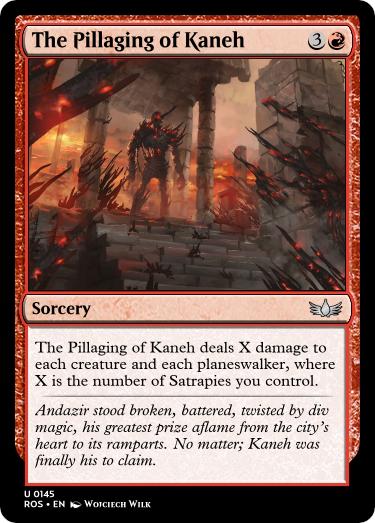 The Pillaging of Kaneh 3
Sorcery
The Pillaging of Kaneh deals X damage to
each creature and each planeswalker, where
X is the number of Satrapies you control.
Andazir stood broken, battered, twisted by div
magic, his greatest prize aflame from the city's
heart to its ramparts. No matter; Kaneh was
finally his to claim.
U 0145
ROS • EN Wojciech Wilk